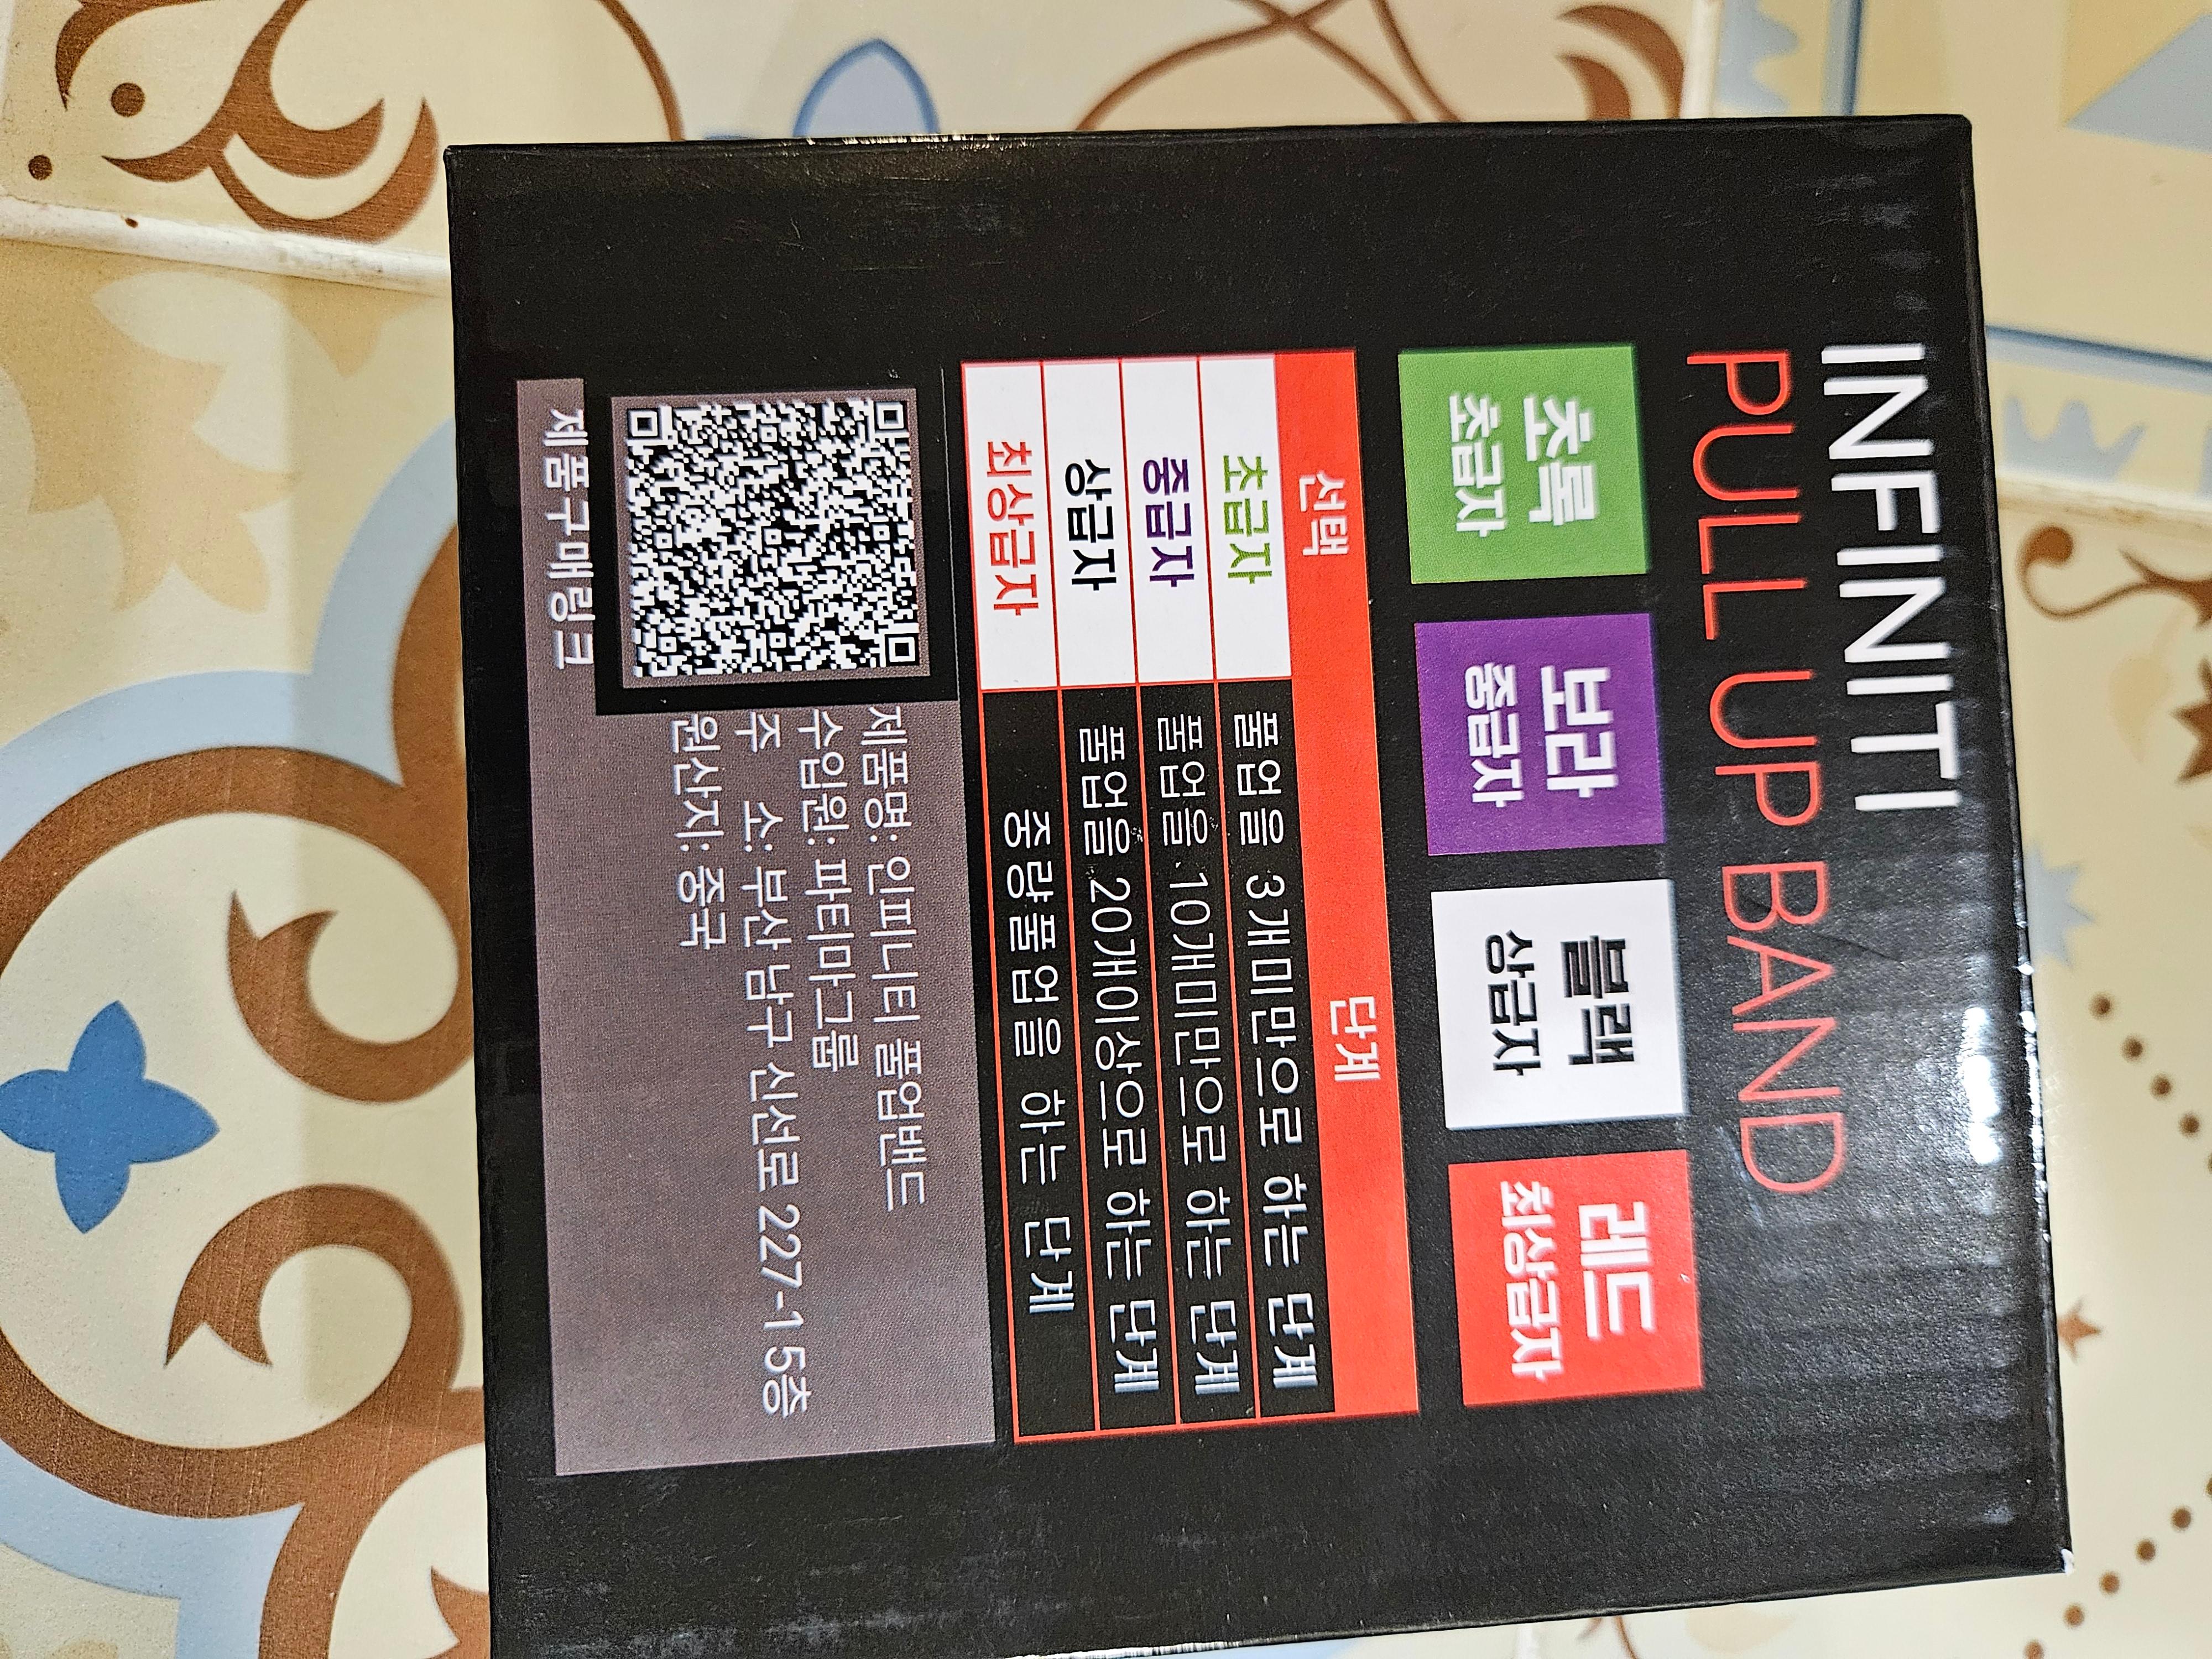 INFINITI
PULL UP BAND
초록
초급자
보라
중급자
블랙
상급자
레드
최상급자
선택 단계
초급자 풀업을 3개미만으로 하는 단계
중급자 풀업을 10개미만으로 하는 단계
상급자 풀업을 20개이상으로 하는 단계
최상급자 중량풀업을 하는 단계
제품명: 인피니티 풀업밴드
수입원: 파티마그룹
주 소: 부산 남구 신선로 227-1 5층
원산지: 중국
제품구매링크